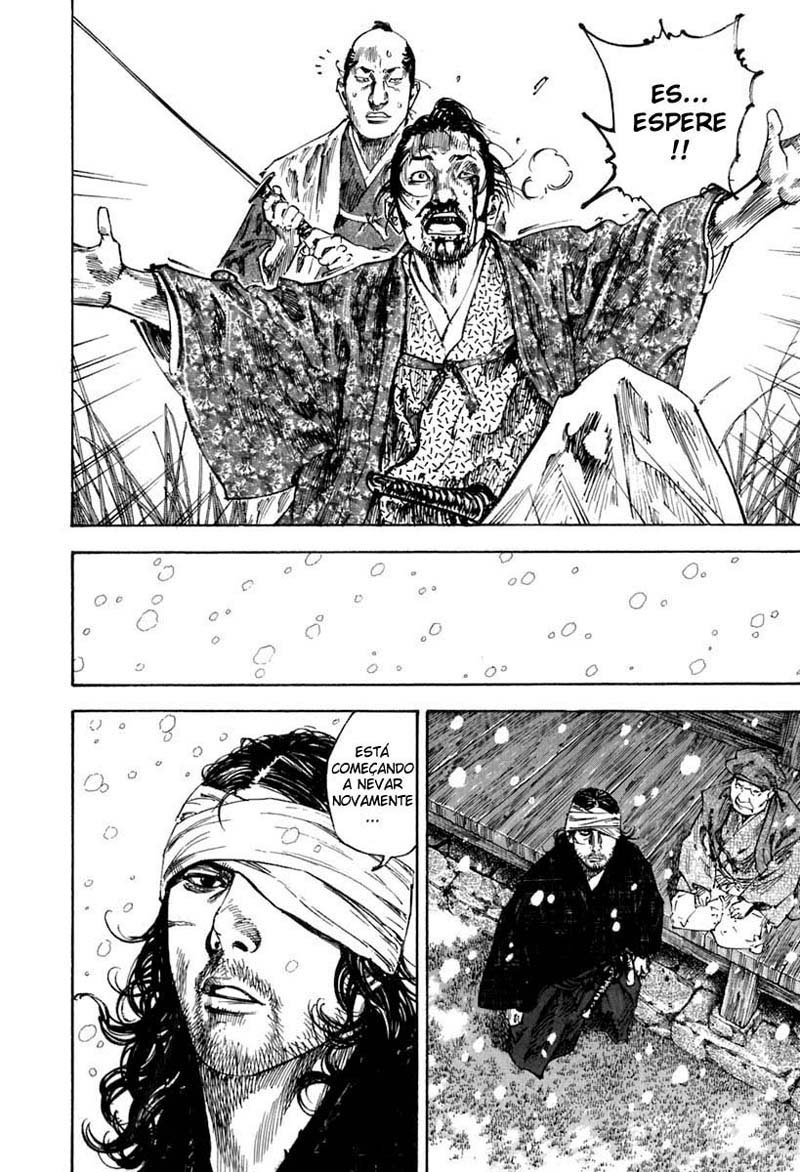 ES...
ESPERE
!!
ESTÁ
COMEÇANDO
A NEVAR
NOVAMENTE
...